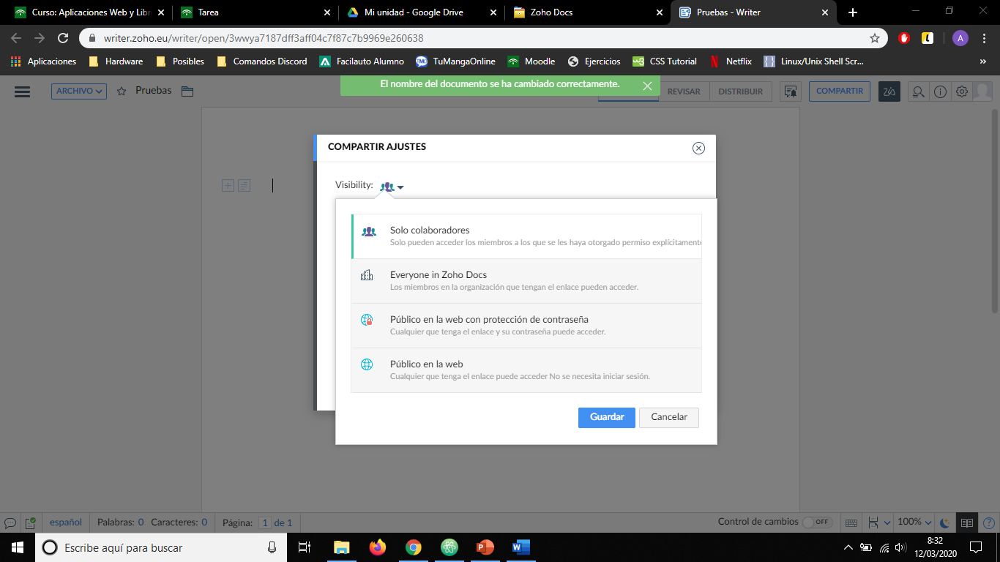 Curso: Aplicaciones Web y Libr
Tarea
Mi unidad - Google Drive
Zoho Docs
Pruebas - Writer
writer.zoho.eu/writer/open/3wwya7187dff3aff04c7f87c7b9969e260638
A
Aplicaciones
Hardware
Posibles
Comandos Discord
Facilauto Alumno
TuMangaOnline
Moodle
Ejercicios
CSS Tutorial
Netflix
Linux/Unix Shell Scr...
»
El nombre del documento se ha cambiado correctamente.
ARCHIVO
Pruebas
REVISAR
DISTRIBUIR
COMPARTIR
COMPARTIR AJUSTES
Visibility:
Solo colaboradores
Solo pueden acceder los miembros a los que se les haya otorgado permiso explícitamente
Everyone in Zoho Docs
Los miembros en la organización que tengan el enlace pueden acceder.
Público en la web con protección de contraseña
Cualquier que tenga el enlace y su contraseña puede acceder.
Público en la web
Cualquier que tenga el enlace puede acceder No se necesita iniciar sesión.
Guardar
Cancelar
español
Palabras: 0
Caracteres: 0
Página: 1 de 1
Control de cambios
OFF
100%
Escribe aquí para buscar
8:32
12/03/2020